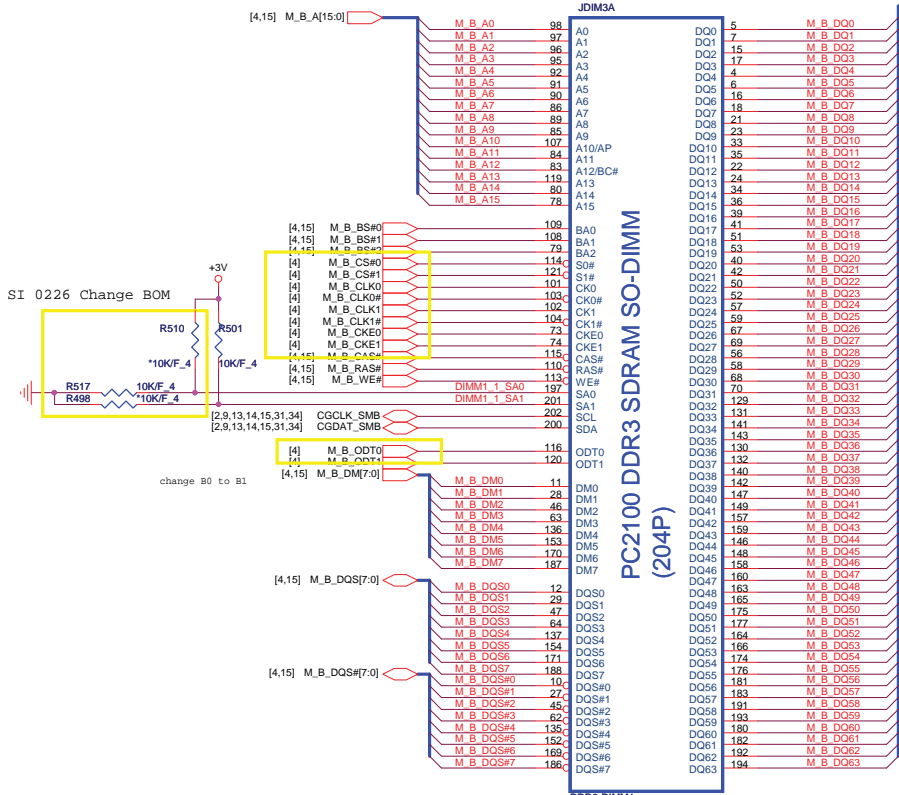 JDIM3A
[4,15] M_B_A[15:0]
M_B_A0 98 A0 DQ0 5 M_B_DQ0
M_B_A1 97 A1 DQ1 7 M_B_DQ1
M_B_A2 96 A2 DQ2 15 M_B_DQ2
M_B_A3 95 A3 DQ3 17 M_B_DQ3
M_B_A4 92 A4 DQ4 4 M_B_DQ4
M_B_A5 91 A5 DQ5 6 M_B_DQ5
M_B_A6 90 A6 DQ6 16 M_B_DQ6
M_B_A7 86 A7 DQ7 18 M_B_DQ7
M_B_A8 89 A8 DQ8 21 M_B_DQ8
M_B_A9 85 A9 DQ9 23 M_B_DQ9
M_B_A10 107 A10/AP DQ10 33 M_B_DQ10
M_B_A11 84 A11 DQ11 35 M_B_DQ11
M_B_A12 83 A12/BC# DQ12 22 M_B_DQ12
M_B_A13 119 A13 DQ13 24 M_B_DQ13
M_B_A14 80 A14 DQ14 34 M_B_DQ14
M_B_A15 78 A15 DQ15 36 M_B_DQ15
DQ16 39 M_B_DQ16
[4,15] M_B_BS#0 109 BA0 DQ17 41 M_B_DQ17
[4,15] M_B_BS#1 108 BA1 DQ18 51 M_B_DQ18
[4,15] M_B_BS#2 79 BA2 DQ19 53 M_B_DQ19
[4] M_B_CS#0 114 S0# DQ20 40 M_B_DQ20
[4] M_B_CS#1 121 S1# DQ21 42 M_B_DQ21
[4] M_B_CLK0 101 CK0 DQ22 50 M_B_DQ22
[4] M_B_CLK0# 103 CK0# DQ23 52 M_B_DQ23
[4] M_B_CLK1 102 CK1 DQ24 57 M_B_DQ24
[4] M_B_CLK1# 104 CK1# DQ25 59 M_B_DQ25
[4] M_B_CKE0 73 CKE0 DQ26 67 M_B_DQ26
[4] M_B_CKE1 74 CKE1 DQ27 69 M_B_DQ27
[4,15] M_B_CAS# 115 CAS# DQ28 56 M_B_DQ28
[4,15] M_B_RAS# 110 RAS# DQ29 58 M_B_DQ29
[4,15] M_B_WE# 113 WE# DQ30 68 M_B_DQ30
DIMM1_1_SA0 197 SA0 DQ31 70 M_B_DQ31
DIMM1_1_SA1 201 SA1 DQ32 129 M_B_DQ32
[2,9,13,14,15,31,34] CGCLK_SMB 202 SCL DQ33 131 M_B_DQ33
[2,9,13,14,15,31,34] CGDAT_SMB 200 SDA DQ34 141 M_B_DQ34
DQ35 143 M_B_DQ35
[4] M_B_ODT0 116 ODT0 DQ36 130 M_B_DQ36
[4] M_B_ODT1 120 ODT1 DQ37 132 M_B_DQ37
[4,15] M_B_DM[7:0] DQ38 140 M_B_DQ38
M_B_DM0 11 DM0 DQ39 142 M_B_DQ39
M_B_DM1 28 DM1 DQ40 147 M_B_DQ40
M_B_DM2 46 DM2 DQ41 149 M_B_DQ41
M_B_DM3 63 DM3 DQ42 157 M_B_DQ42
M_B_DM4 136 DM4 DQ43 159 M_B_DQ43
M_B_DM5 153 DM5 DQ44 146 M_B_DQ44
M_B_DM6 170 DM6 DQ45 148 M_B_DQ45
M_B_DM7 187 DM7 DQ46 158 M_B_DQ46
DQ47 160 M_B_DQ47
[4,15] M_B_DQS[7:0]
M_B_DQS0 12 DQS0 DQ48 163 M_B_DQ48
M_B_DQS1 29 DQS1 DQ49 165 M_B_DQ49
M_B_DQS2 47 DQS2 DQ50 175 M_B_DQ50
M_B_DQS3 64 DQS3 DQ51 177 M_B_DQ51
M_B_DQS4 137 DQS4 DQ52 164 M_B_DQ52
M_B_DQS5 154 DQS5 DQ53 166 M_B_DQ53
M_B_DQS6 171 DQS6 DQ54 174 M_B_DQ54
M_B_DQS7 188 DQS7 DQ55 176 M_B_DQ55
[4,15] M_B_DQS#[7:0]
M_B_DQS#0 10 DQS#0 DQ56 181 M_B_DQ56
M_B_DQS#1 27 DQS#1 DQ57 183 M_B_DQ57
M_B_DQS#2 45 DQS#2 DQ58 191 M_B_DQ58
M_B_DQS#3 62 DQS#3 DQ59 193 M_B_DQ59
M_B_DQS#4 135 DQS#4 DQ60 180 M_B_DQ60
M_B_DQS#5 152 DQS#5 DQ61 182 M_B_DQ61
M_B_DQS#6 169 DQS#6 DQ62 192 M_B_DQ62
M_B_DQS#7 186 DQS#7 DQ63 194 M_B_DQ63
PC2100 DDR3 SDRAM SO-DIMM
(204P)
+3V
SI 0226 Change BOM
R510 R501
*10K/F_4 10K/F_4
R517 10K/F_4
R498 *10K/F_4
change B0 to B1